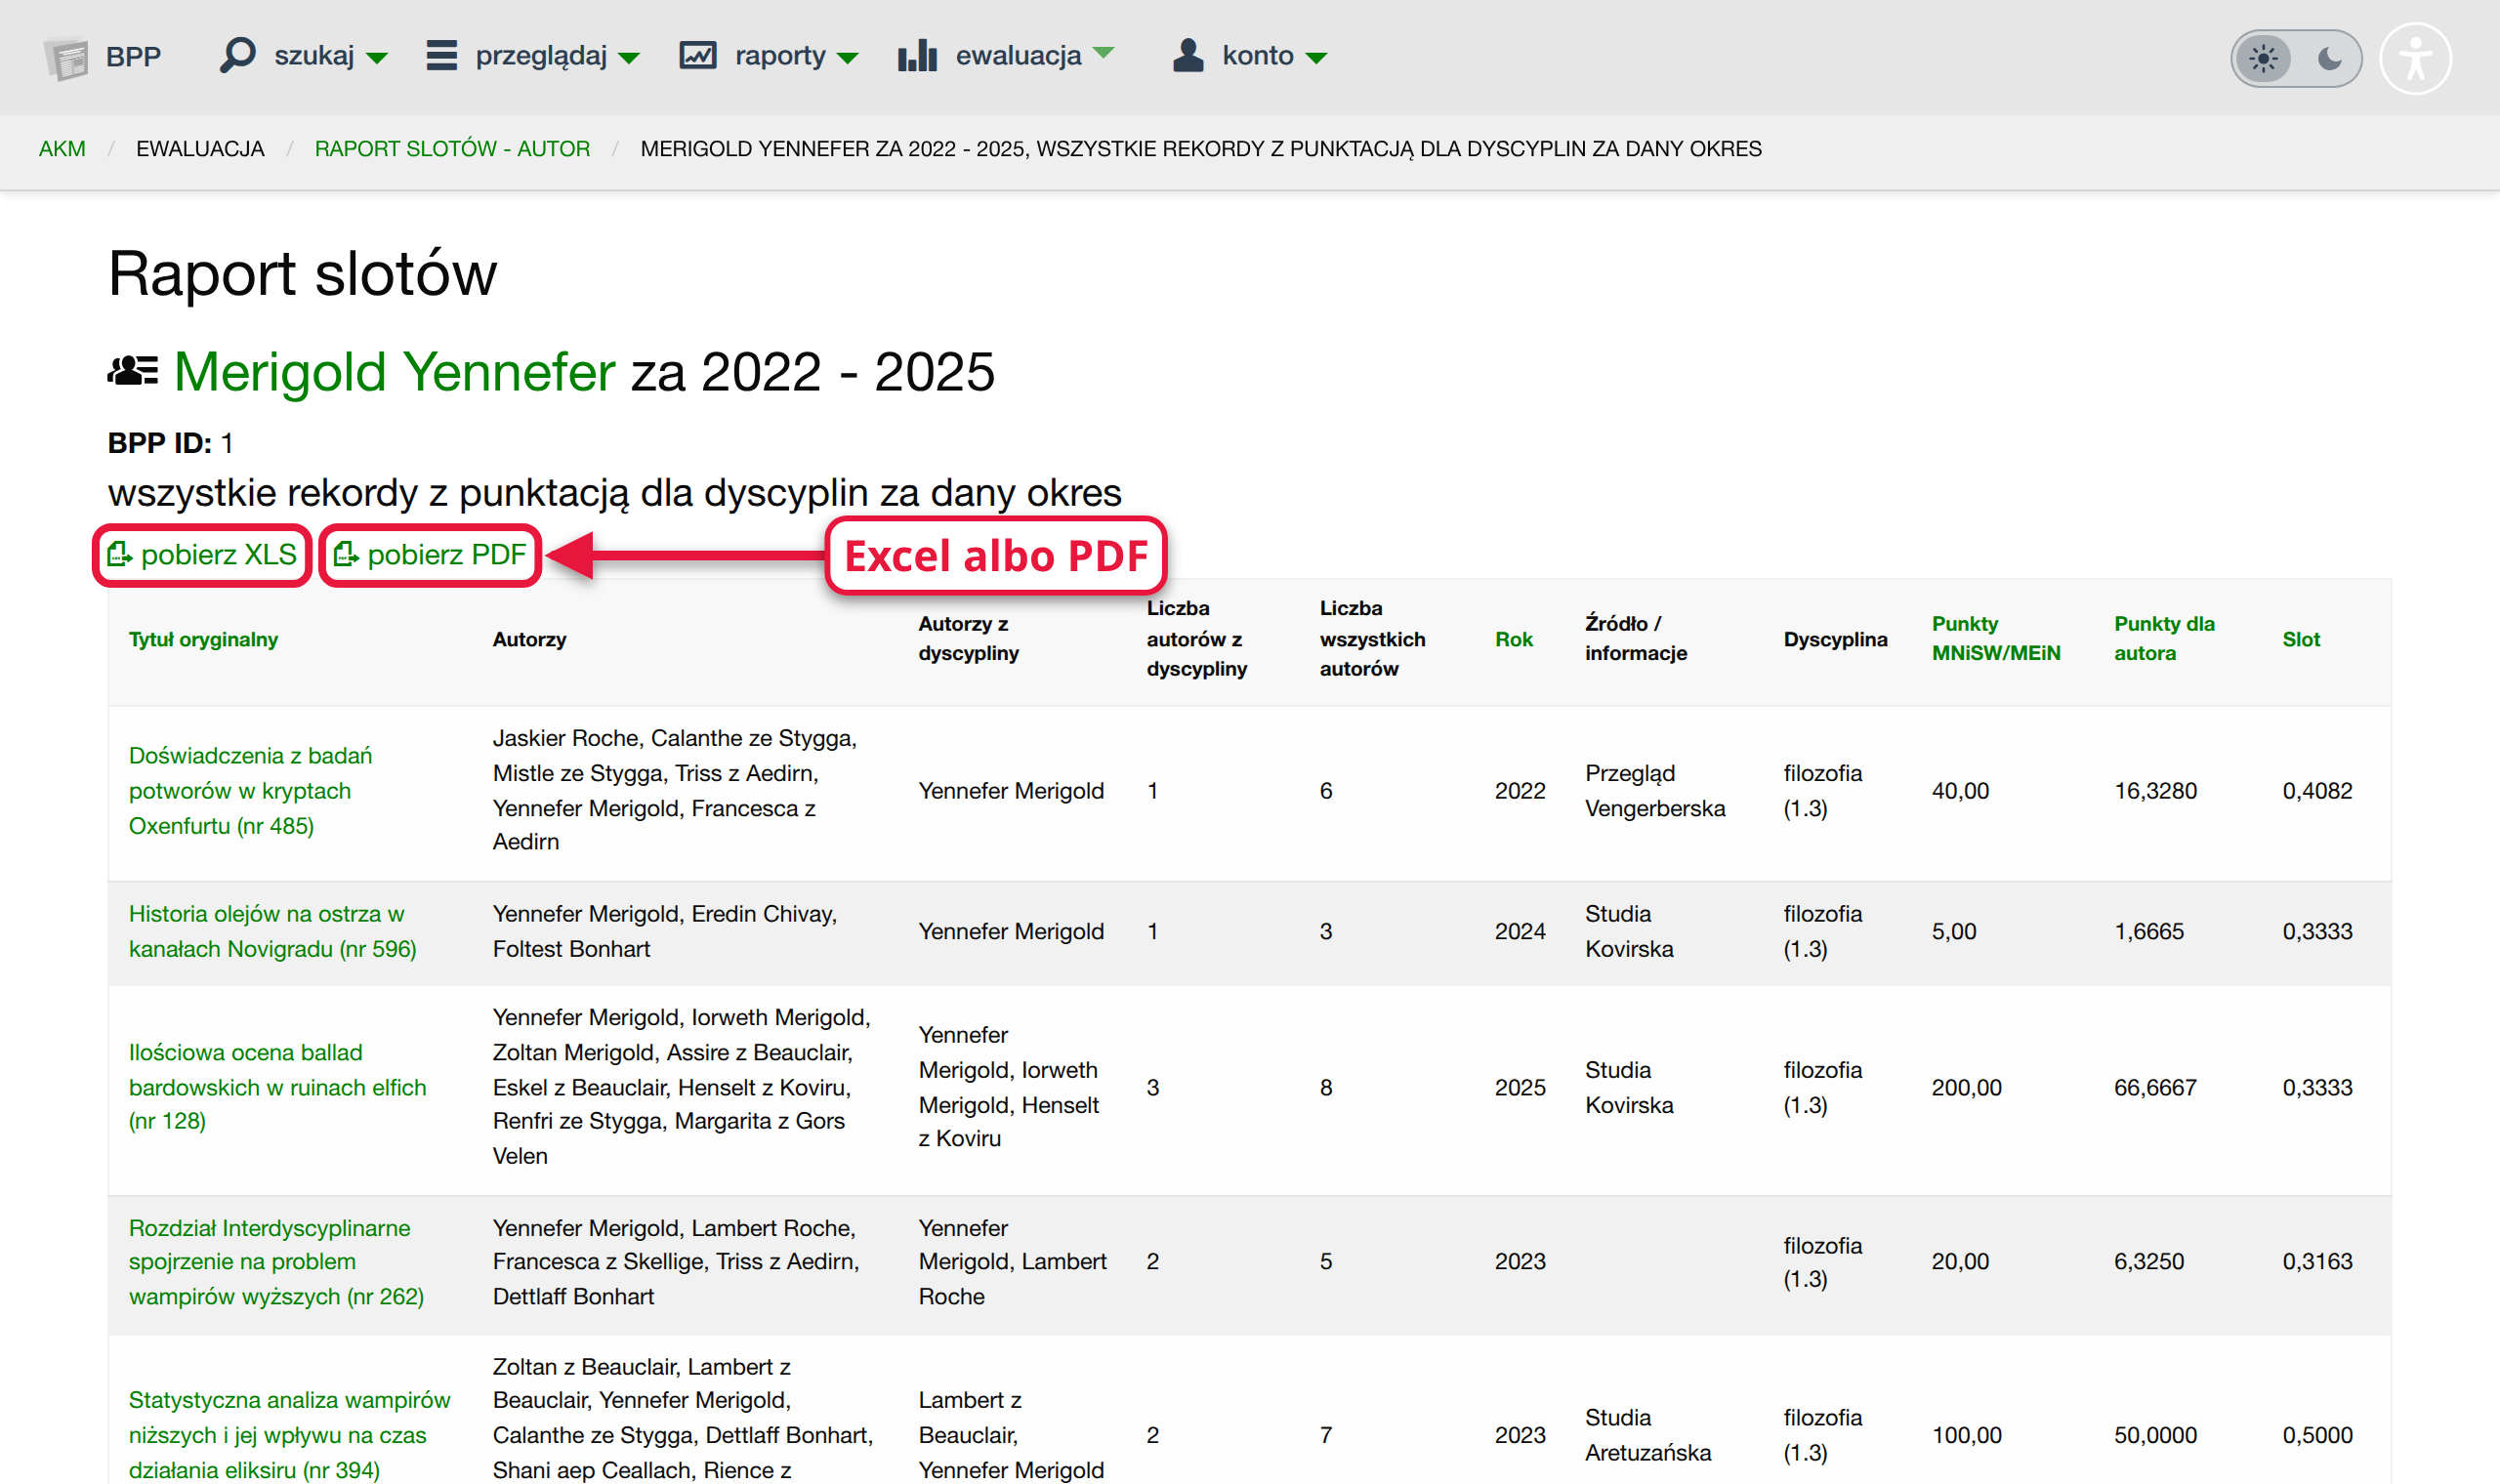 BPP szukaj przeglądaj raporty ewaluacja konto
AKM / EWALUACJA / RAPORT SLOTÓW - AUTOR / MERIGOLD YENNEFER ZA 2022 - 2025, WSZYSTKIE REKORDY Z PUNKTACJĄ DLA DYSCYPLIN ZA DANY OKRES
Raport slotów
Merigold Yennefer za 2022 - 2025
BPP ID: 1
wszystkie rekordy z punktacją dla dyscyplin za dany okres
pobierz XLS pobierz PDF Excel albo PDF
Tytuł oryginalny
Autorzy
Autorzy z
dyscypliny
Liczba
autorów z
dyscypliny
Liczba
wszystkich
autorów
Rok
Źródło /
informacje
Dyscyplina
Punkty
MNiSW/MEiN
Punkty dla
autora
Slot
Doświadczenia z badań
potworów w kryptach
Oxenfurtu (nr 485)
Jaskier Roche, Calanthe ze Stygga,
Mistle ze Stygga, Triss z Aedirn,
Yennefer Merigold, Francesca z
Aedirn
Yennefer Merigold
1
6
2022
Przegląd
Vengerberska
filozofia
(1.3)
40,00
16,3280
0,4082
Historia olejów na ostrza w
kanałach Novigradu (nr 596)
Yennefer Merigold, Eredin Chivay,
Foltest Bonhart
Yennefer Merigold
1
3
2024
Studia
Kovirska
filozofia
(1.3)
5,00
1,6665
0,3333
Ilościowa ocena ballad
bardowskich w ruinach elfich
(nr 128)
Yennefer Merigold, Iorweth Merigold,
Zoltan Merigold, Assire z Beauclair,
Eskel z Beauclair, Henselt z Koviru,
Renfri ze Stygga, Margarita z Gors
Velen
Yennefer
Merigold, Iorweth
Merigold, Henselt
z Koviru
3
8
2025
Studia
Kovirska
filozofia
(1.3)
200,00
66,6667
0,3333
Rozdział Interdyscyplinarne
spojrzenie na problem
wampirów wyższych (nr 262)
Yennefer Merigold, Lambert Roche,
Francesca z Skellige, Triss z Aedirn,
Dettlaff Bonhart
Yennefer
Merigold, Lambert
Roche
2
5
2023
filozofia
(1.3)
20,00
6,3250
0,3163
Statystyczna analiza wampirów
niższych i jej wpływu na czas
działania eliksiru (nr 394)
Zoltan z Beauclair, Lambert z
Beauclair, Yennefer Merigold,
Calanthe ze Stygga, Dettlaff Bonhart,
Shani aep Ceallach, Rience z
Lambert z
Beauclair,
Yennefer Merigold
2
7
2023
Studia
Aretuzańska
filozofia
(1.3)
100,00
50,0000
0,5000